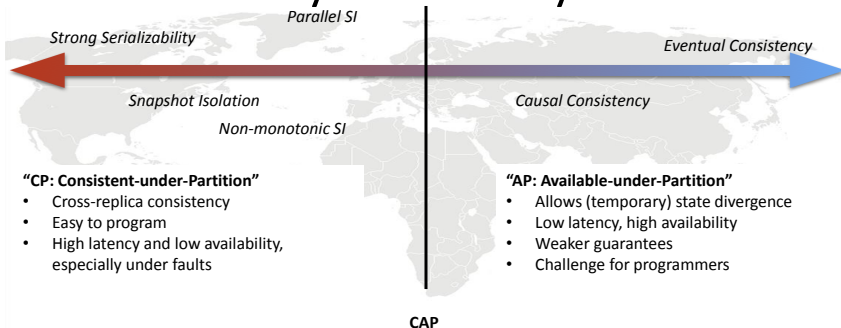 Parallel SI
Strong Serializability
Eventual Consistency
Snapshot Isolation
Causal Consistency
Non-monotonic SI
“CP: Consistent-under-Partition”
• Cross-replica consistency
• Easy to program
• High latency and low availability,
especially under faults
“AP: Available-under-Partition”
• Allows (temporary) state divergence
• Low latency, high availability
• Weaker guarantees
• Challenge for programmers
CAP